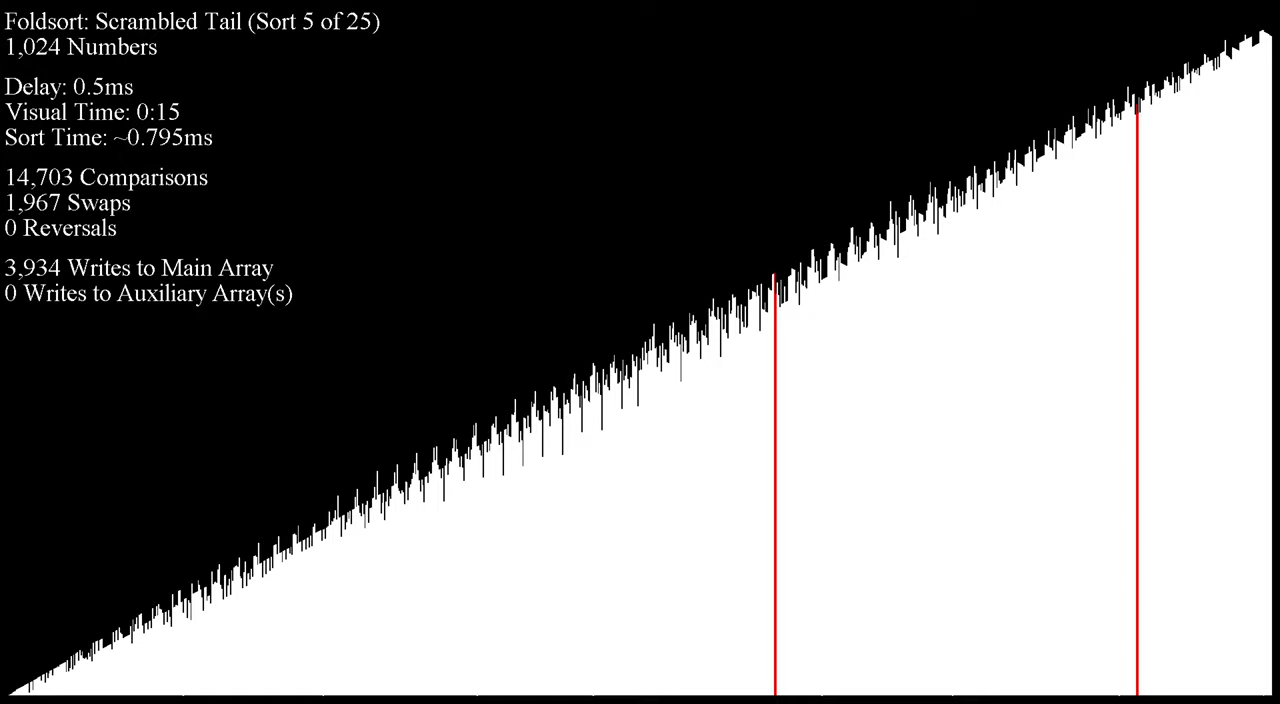 Foldsort: Scrambled Tail (Sort 5 of 25)
1,024 Numbers
Delay: 0.5ms
Visual Time: 0:15
Sort Time: ~0.795ms
14,703 Comparisons
1,967 Swaps
0 Reversals
3,934 Writes to Main Array
0 Writes to Auxiliary Array(s)